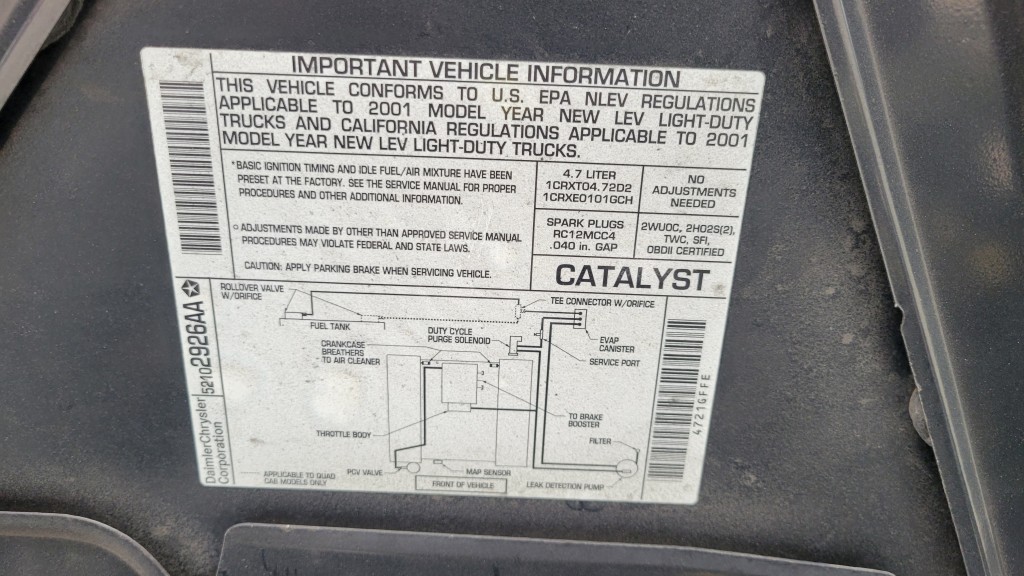 IMPORTANT VEHICLE INFORMATION
THIS VEHICLE CONFORMS TO U.S. EPA NLEV REGULATIONS
APPLICABLE TO 2001 MODEL YEAR NEW LEV LIGHT-DUTY
TRUCKS AND CALIFORNIA REGULATIONS APPLICABLE TO 2001
MODEL YEAR NEW LEV LIGHT-DUTY TRUCKS.
*BASIC IGNITION TIMING AND IDLE FUEL/AIR MIXTURE HAVE BEEN
PRESET AT THE FACTORY. SEE THE SERVICE MANUAL FOR PROPER
PROCEDURES AND OTHER ADDITIONAL INFORMATION.
○ ADJUSTMENTS MADE BY OTHER THAN APPROVED SERVICE MANUAL
PROCEDURES MAY VIOLATE FEDERAL AND STATE LAWS.
CAUTION: APPLY PARKING BRAKE WHEN SERVICING VEHICLE.
4.7 LITER
1CRXT04.72D2
1CRXE0101GCH
NO
ADJUSTMENTS
NEEDED
SPARK PLUGS
RC12MCC4
.040 in. GAP
2WU0C, 2HO2S(2),
TWC, SFI,
OBDII CERTIFIED
CATALYST
ROLLOVER VALVE
W/ORIFICE
FUEL TANK
TEE CONNECTOR W/ORIFICE
DUTY CYCLE
PURGE SOLENOID
EVAP
CANISTER
SERVICE PORT
CRANKCASE
BREATHERS
TO AIR CLEANER
TO BRAKE
BOOSTER
THROTTLE BODY
FILTER
PCV VALVE
MAP SENSOR
LEAK DETECTION PUMP
FRONT OF VEHICLE
APPLICABLE TO QUAD
CAB MODELS ONLY
DaimlerChrysler
Corporation
52102926AA
4721GFFE